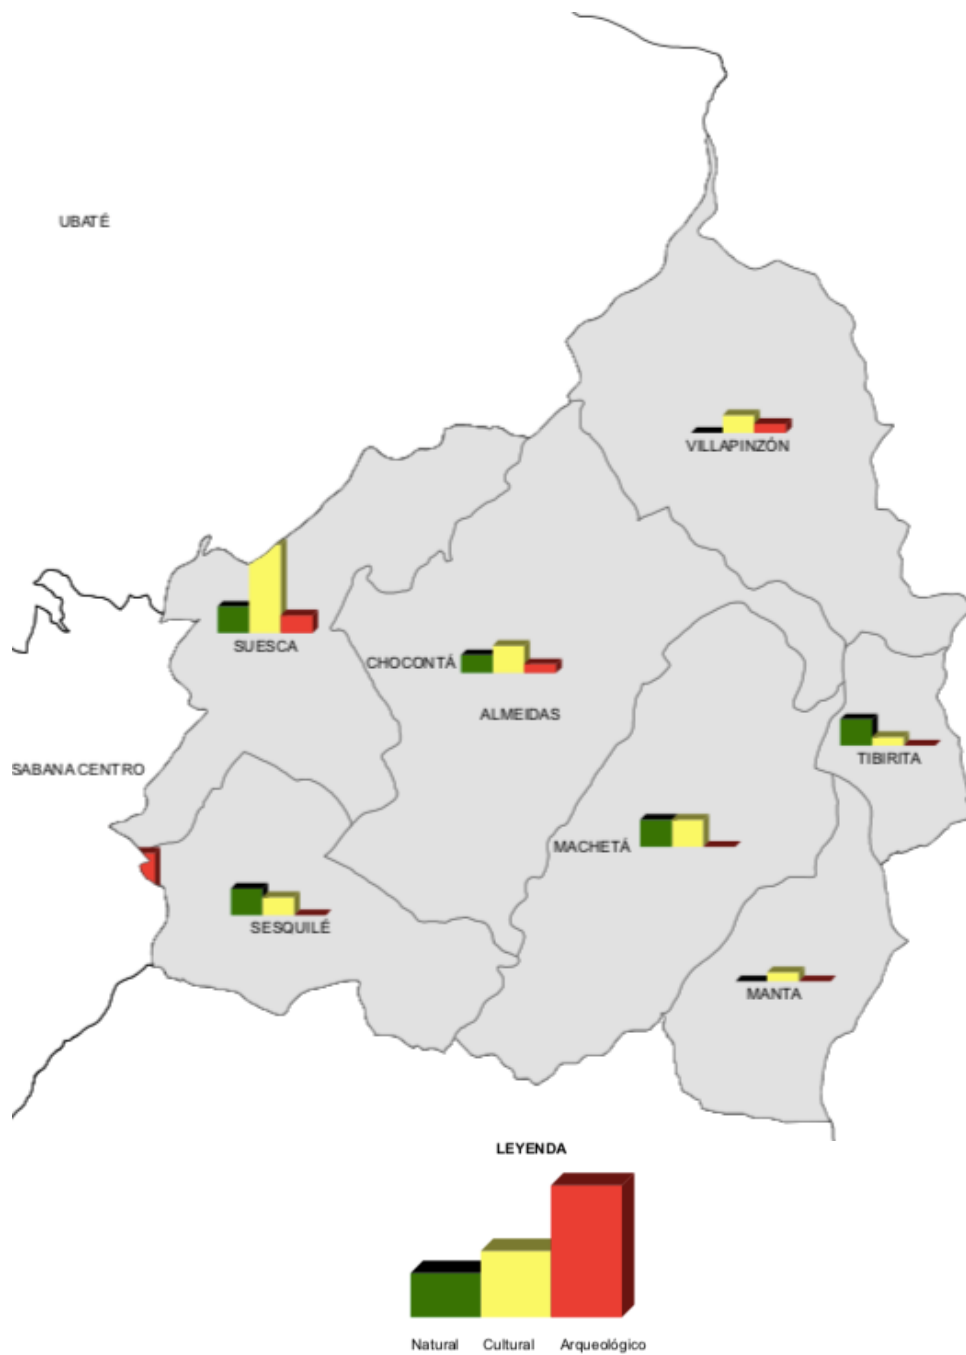 UBATÉ
VILLAPINZÓN
SUESCA
CHOCONTÁ
ALMEIDAS
TIBIRITA
SABANA CENTRO
MACHETÁ
SESQUILÉ
MANTA
LEYENDA
Natural Cultural Arqueológico